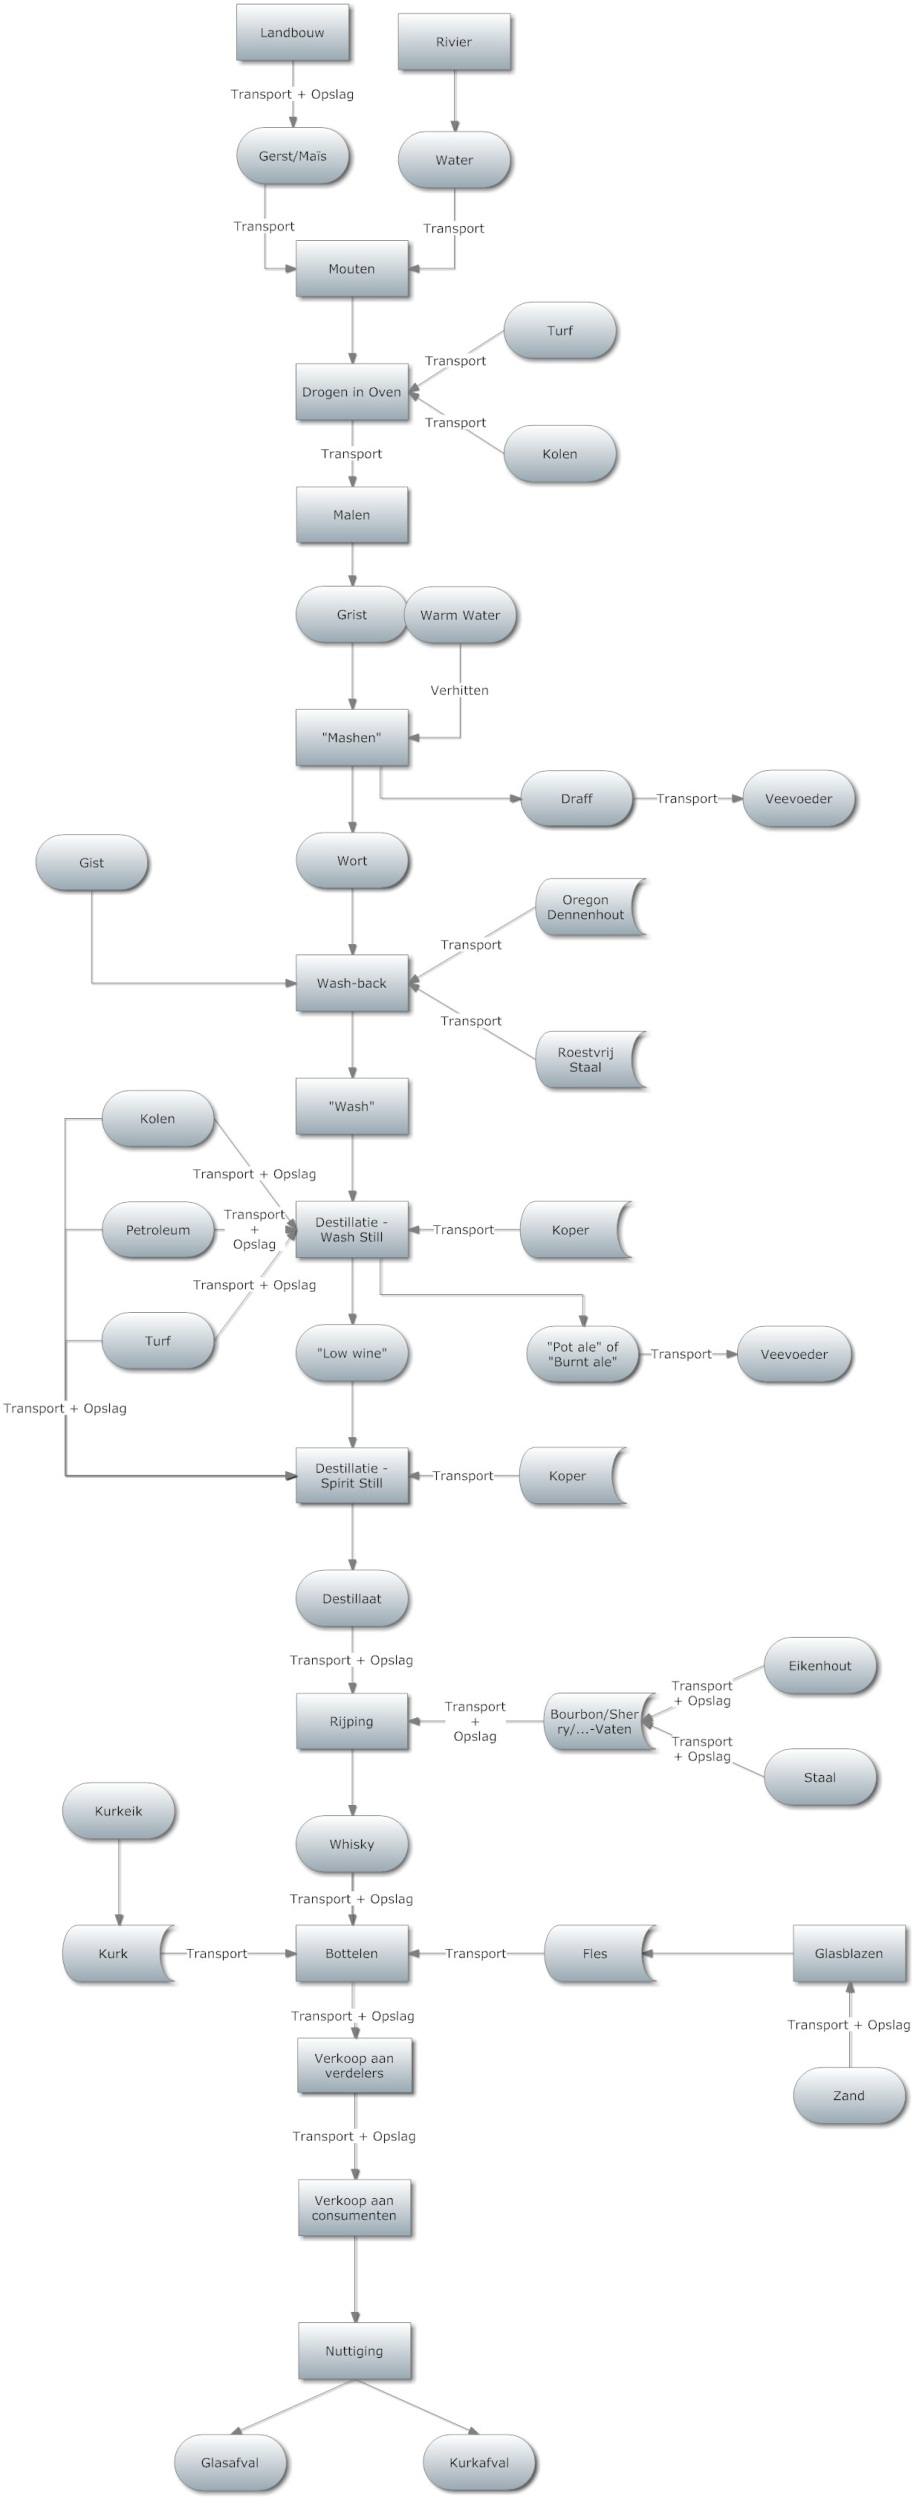 Landbouw
Rivier
Transport + Opslag
Gerst/Maïs
Water
Transport
Transport
Mouten
Turf
Transport
Drogen in Oven
Transport
Kolen
Transport
Malen
Grist
Warm Water
Verhitten
"Mashen"
Draff
Transport
Veevoeder
Wort
Gist
Oregon
Dennenhout
Transport
Wash-back
Transport
Roestvrij
Staal
"Wash"
Kolen
Transport + Opslag
Petroleum
Transport
+
Opslag
Destillatie -
Wash Still
Transport
Koper
Transport + Opslag
Turf
"Low wine"
"Pot ale" of
"Burnt ale"
Transport
Veevoeder
Transport + Opslag
Destillatie -
Spirit Still
Transport
Koper
Destillaat
Transport + Opslag
Eikenhout
Transport
+ Opslag
Rijping
Transport
+
Opslag
Bourbon/Sher
ry/...-Vaten
Transport
+ Opslag
Staal
Kurkeik
Whisky
Transport + Opslag
Kurk
Transport
Bottelen
Transport
Fles
Glasblazen
Transport + Opslag
Transport + Opslag
Verkoop aan
verdelers
Zand
Transport + Opslag
Verkoop aan
consumenten
Nuttiging
Glasafval
Kurkafval